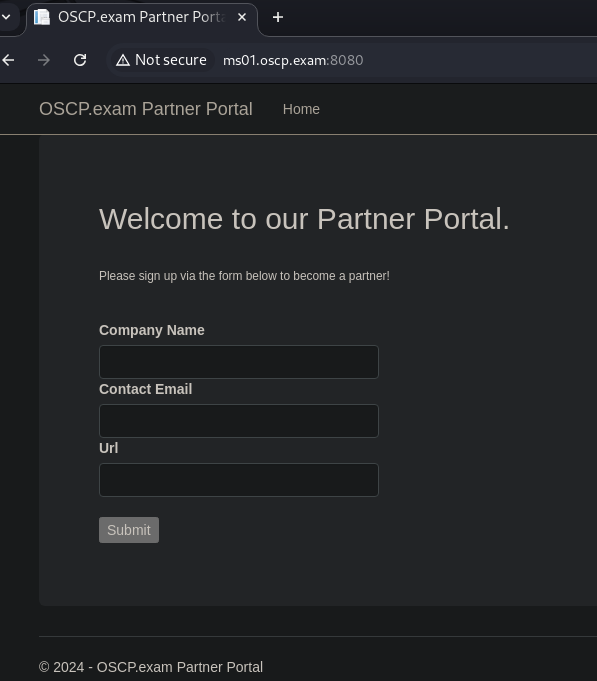 OSCP.exam Partner Port
Not secure ms01.oscp.exam:8080
OSCP.exam Partner Portal Home
Welcome to our Partner Portal.
Please sign up via the form below to become a partner!
Company Name
Contact Email
Url
Submit
© 2024 - OSCP.exam Partner Portal